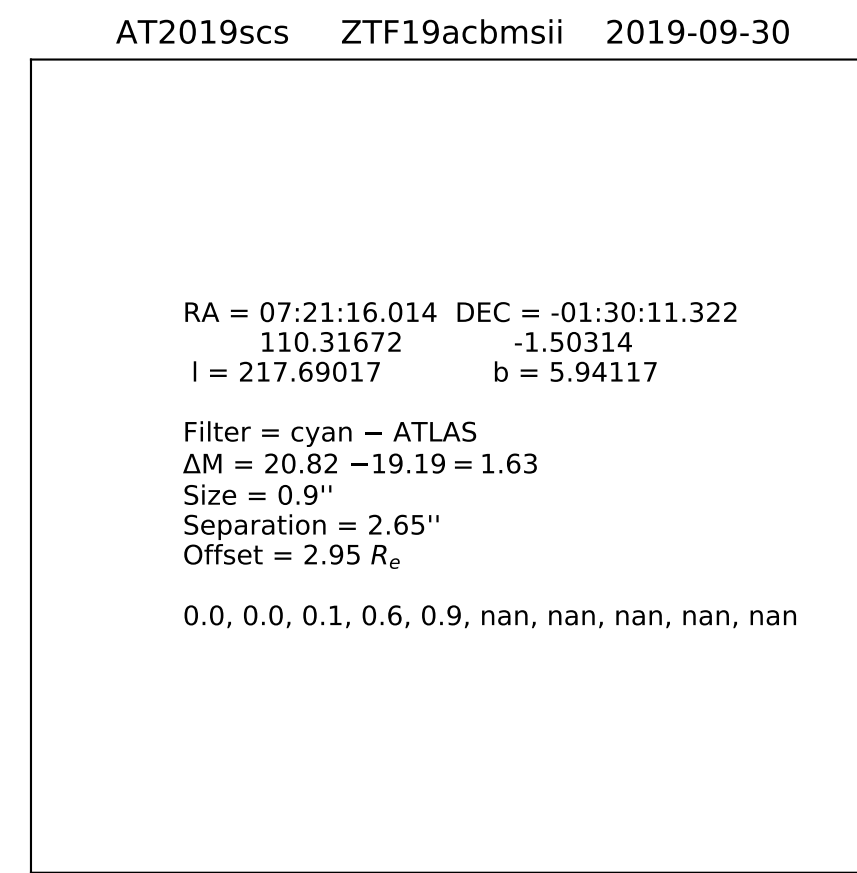 AT2019scs ZTF19acbmsii 2019-09-30
RA = 07:21:16.014 DEC = -01:30:11.322
110.31672 -1.50314
l = 217.69017 b = 5.94117
Filter = cyan − ATLAS
ΔM = 20.82 −19.19 = 1.63
Size = 0.9''
Separation = 2.65''
Offset = 2.95 Rₑ
0.0, 0.0, 0.1, 0.6, 0.9, nan, nan, nan, nan, nan